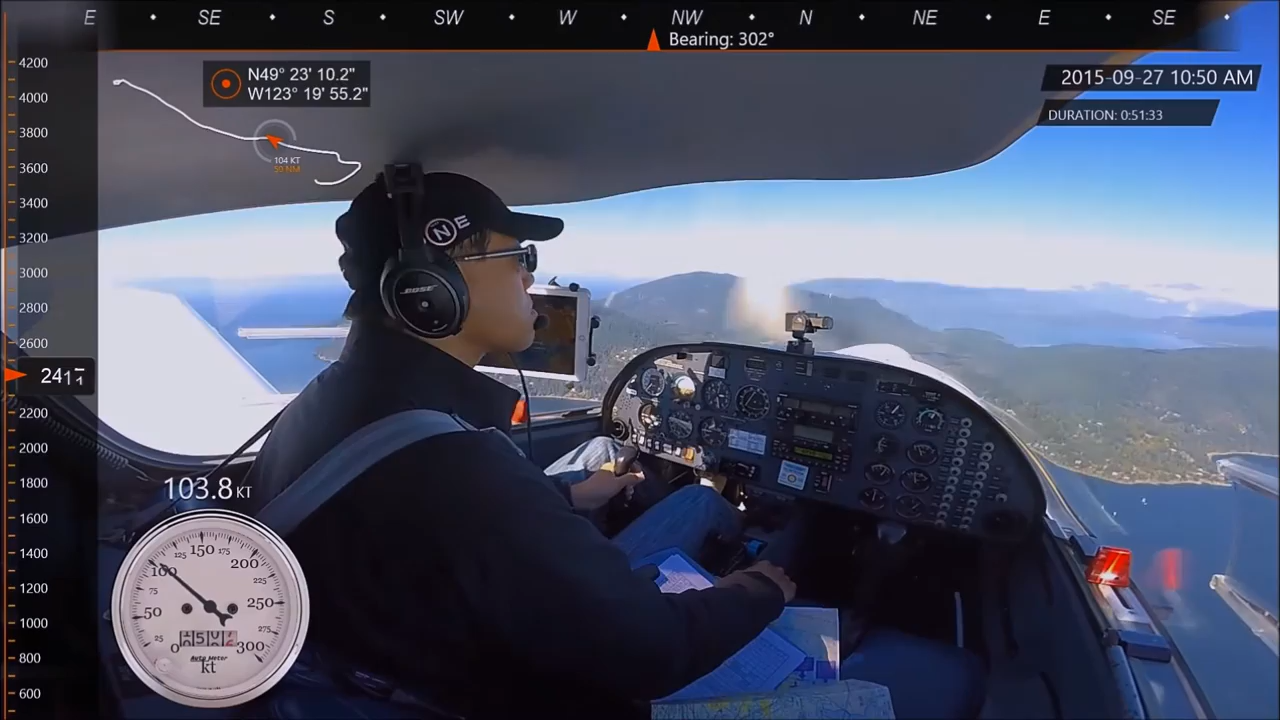 E SE S SW W NW N NE E SE
Bearing: 302°
N49° 23' 10.2"
W123° 19' 55.2"
2015-09-27 10:50 AM
DURATION: 0:51:33
104 KT
50 NM
4200
4000
3800
3600
3400
3200
3000
2800
2600
2200
2000
1800
1600
1400
1200
1000
800
600
NE
BOSE
103.8 KT
0 25 50 75 100 125 150 175 200 225 250 275 300
Auto Meter
kt